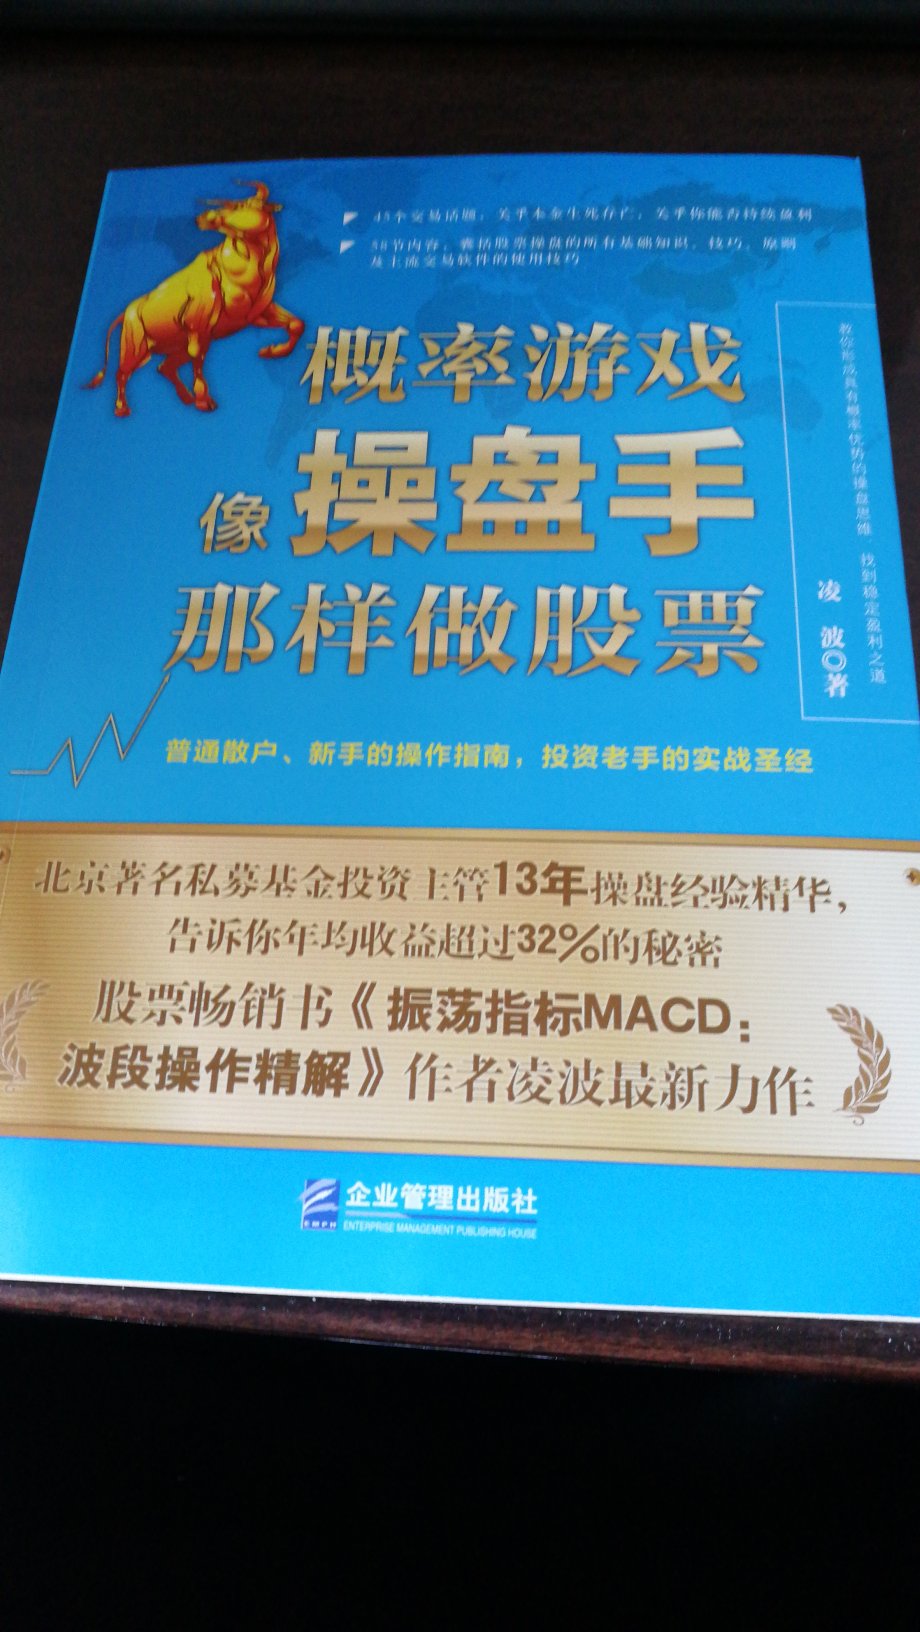 45个交易话题，关乎本金生死存亡，关乎你能否持续盈利
58节内容，囊括股票操盘的所有基础知识、技巧、原则
及主流交易软件的使用技巧
概率游戏
像操盘手
那样做股票
教你形成具有概率优势的操盘思维 找到稳定盈利之道
凌 波◎著
普通散户、新手的操作指南，投资老手的实战圣经
北京著名私募基金投资主管13年操盘经验精华，
告诉你年均收益超过32%的秘密
股票畅销书《振荡指标MACD：
波段操作精解》作者凌波最新力作
EMPH
企业管理出版社
ENTERPRISE MANAGEMENT PUBLISHING HOUSE